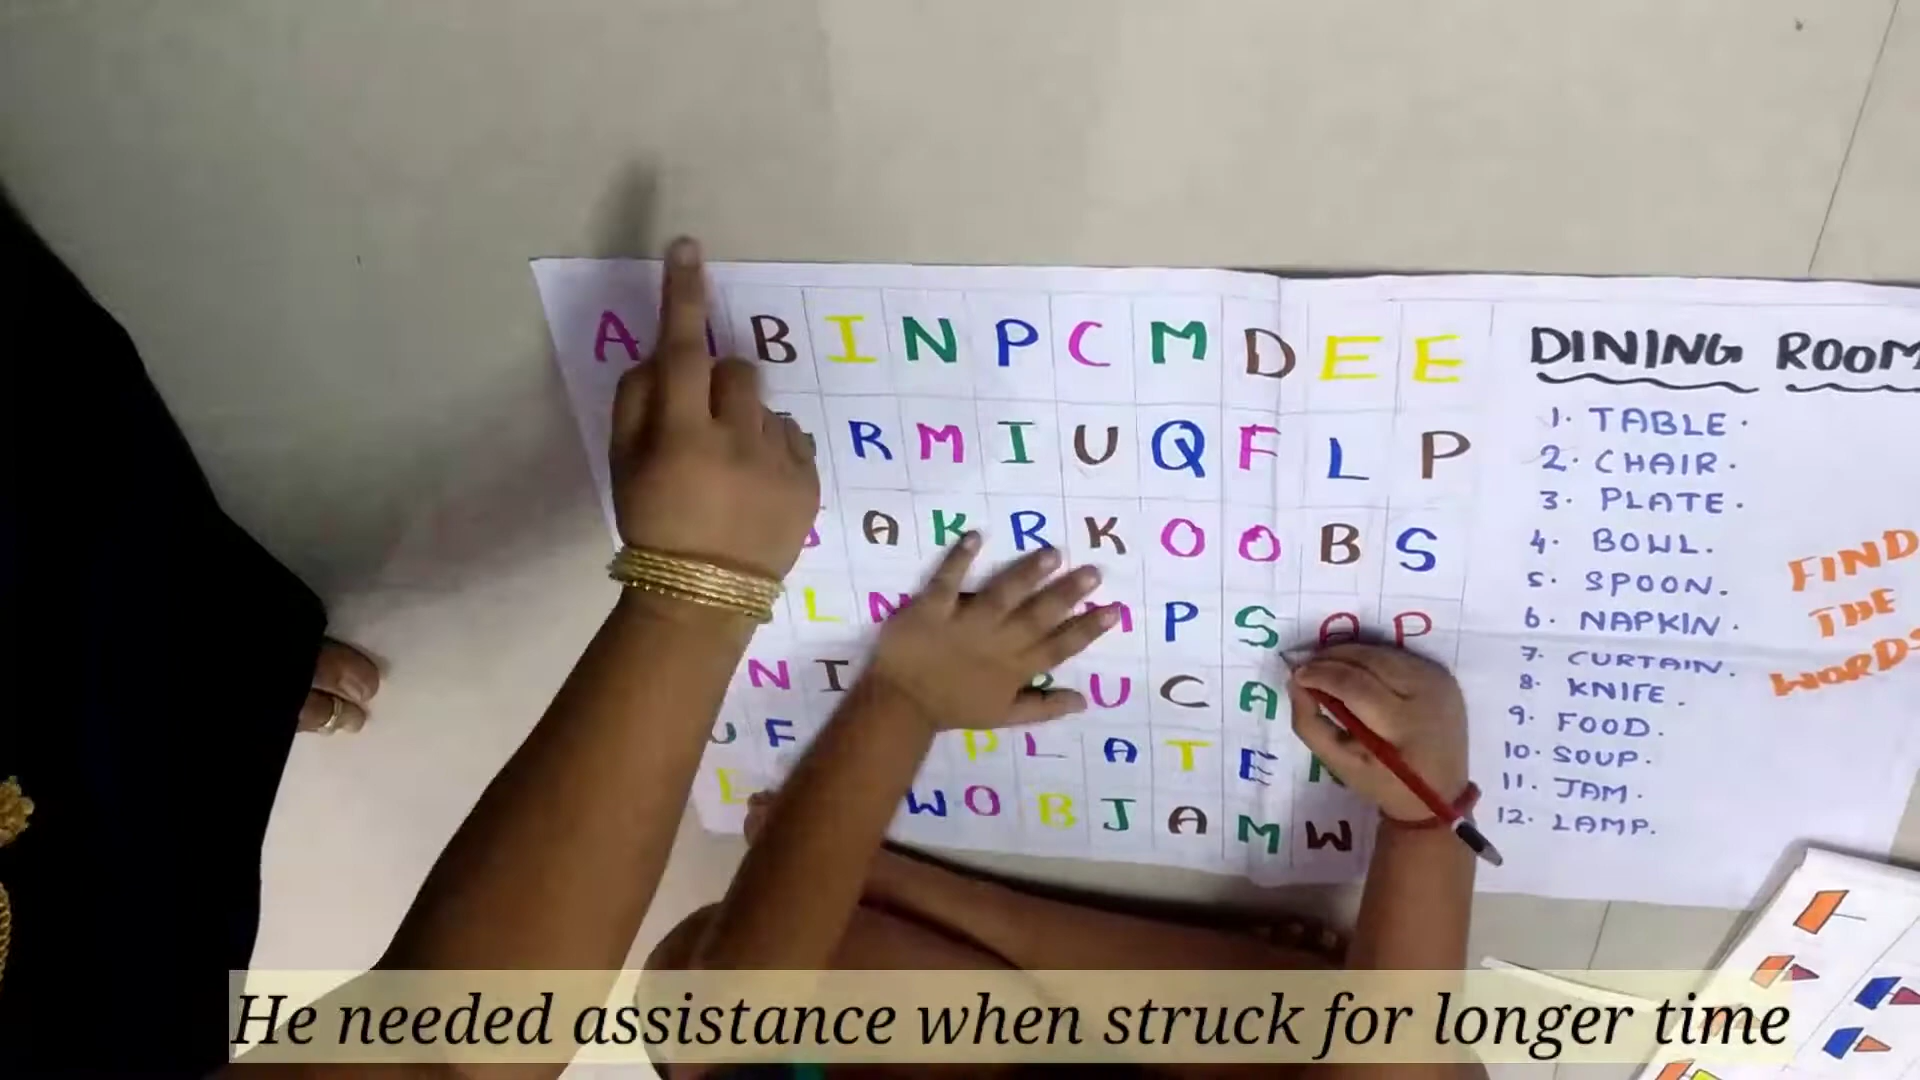 A B I N P C M D E E
R M I U Q F L P
A K R K O O B S
L N M P S A P
N I R U C A
U F P L A T E R
L W O B J A M W
DINING ROOM
1. TABLE.
2. CHAIR.
3. PLATE.
4. BOWL.
5. SPOON.
6. NAPKIN.
7. CURTAIN.
8. KNIFE.
9. FOOD.
10. SOUP.
11. JAM.
12. LAMP.
FIND
THE
WORDS
He needed assistance when struck for longer time